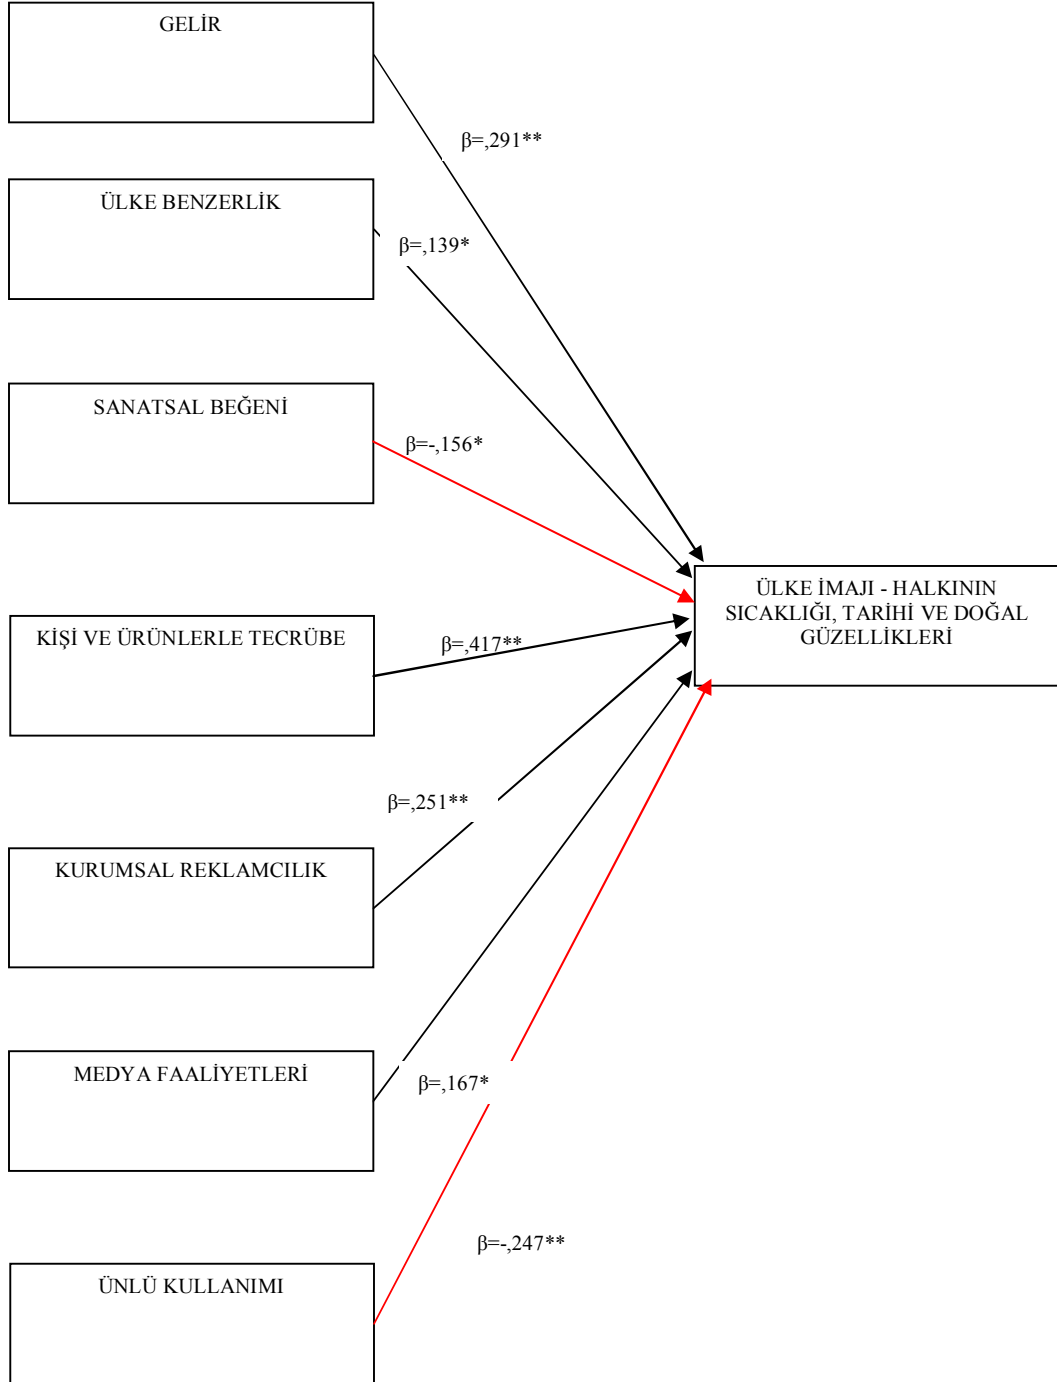 GELİR
β=,291**
ÜLKE BENZERLİK
β=,139*
SANATSAL BEĞENİ
β=-,156*
ÜLKE İMAJI - HALKININ
SICAKLIĞI, TARİHİ VE DOĞAL
GÜZELLİKLERİ
KİŞİ VE ÜRÜNLERLE TECRÜBE
β=,417**
β=,251**
KURUMSAL REKLAMCILIK
MEDYA FAALİYETLERİ
β=,167*
β=-,247**
ÜNLÜ KULLANIMI